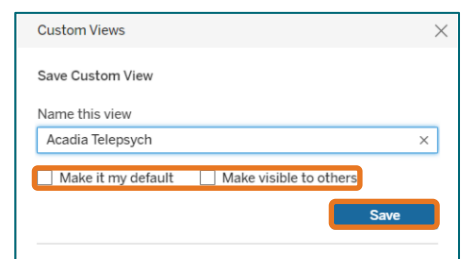 Custom Views
Save Custom View
Name this view
Acadia Telepsych
Make it my default Make visible to others
Save